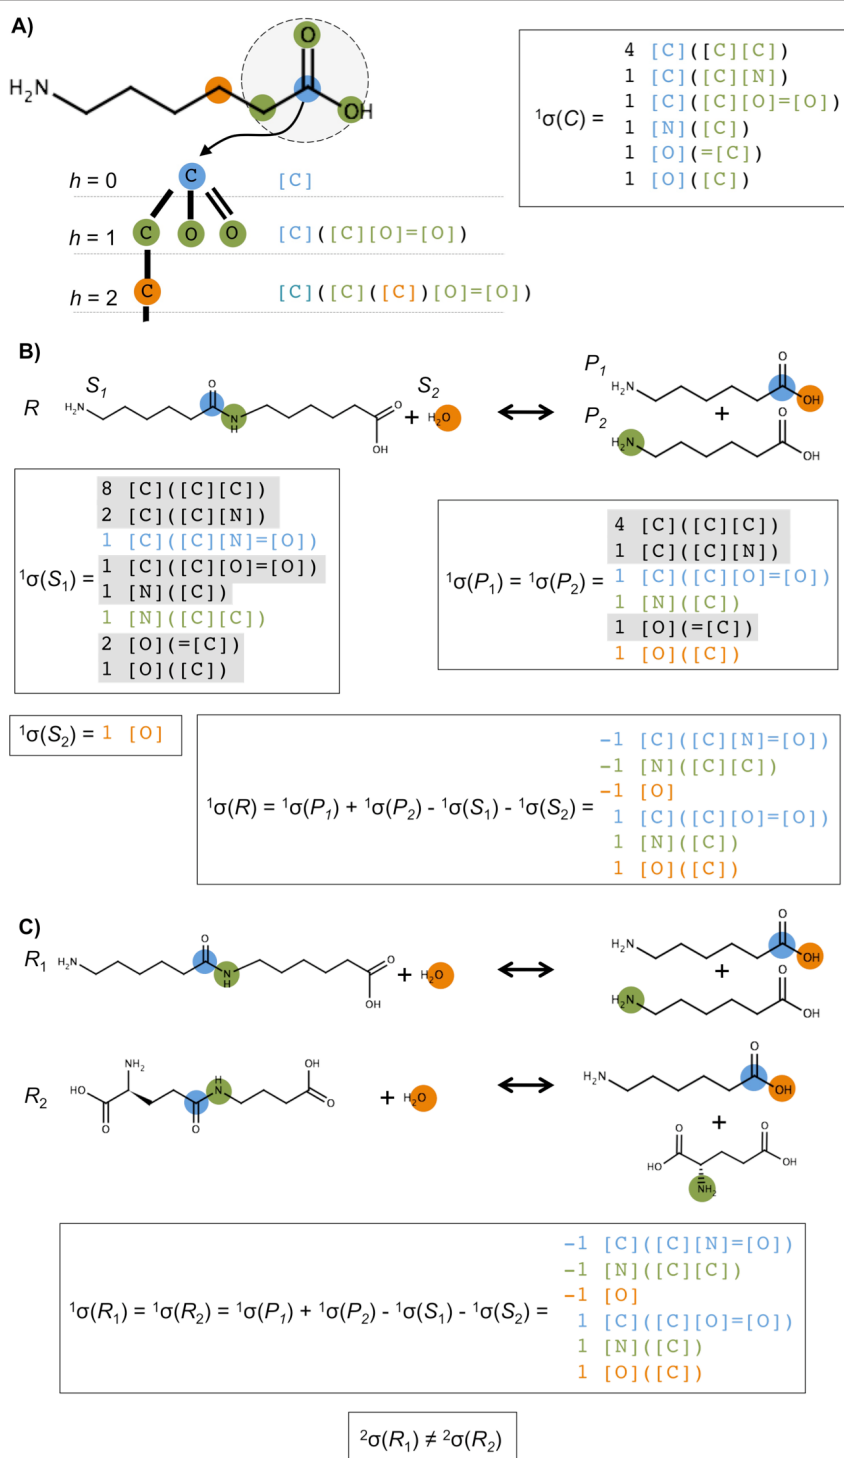 A)
O
H₂N
OH
4 [C]([C][C])
1 [C]([C][N])
1 [C]([C][O]=[O])
¹σ(C) =
1 [N]([C])
1 [O](=[C])
1 [O]([C])
h = 0 C [C]
h = 1 C O O [C]([C][O]=[O])
h = 2 C [C]([C]([C])[O]=[O])
B)
R S₁ S₂ P₁
H₂N O N H O OH + H₂O
H₂N O OH
+
P₂
H₂N O OH
8 [C]([C][C])
2 [C]([C][N])
1 [C]([C][N]=[O])
¹σ(S₁) = 1 [C]([C][O]=[O])
1 [N]([C])
1 [N]([C][C])
2 [O](=[C])
1 [O]([C])
4 [C]([C][C])
1 [C]([C][N])
¹σ(P₁) = ¹σ(P₂) = 1 [C]([C][O]=[O])
1 [N]([C])
1 [O](=[C])
1 [O]([C])
¹σ(S₂) = 1 [O]
−1 [C]([C][N]=[O])
−1 [N]([C][C])
−1 [O]
¹σ(R) = ¹σ(P₁) + ¹σ(P₂) - ¹σ(S₁) - ¹σ(S₂) =
1 [C]([C][O]=[O])
1 [N]([C])
1 [O]([C])
C)
R₁
H₂N O N H O OH + H₂O
H₂N O OH
+
H₂N O OH
R₂
HO O NH₂ O H N OH O + H₂O
H₂N O OH
+
HO O NH₂ O OH
−1 [C]([C][N]=[O])
−1 [N]([C][C])
−1 [O]
¹σ(R₁) = ¹σ(R₂) = ¹σ(P₁) + ¹σ(P₂) - ¹σ(S₁) - ¹σ(S₂) =
1 [C]([C][O]=[O])
1 [N]([C])
1 [O]([C])
²σ(R₁) ≠ ²σ(R₂)